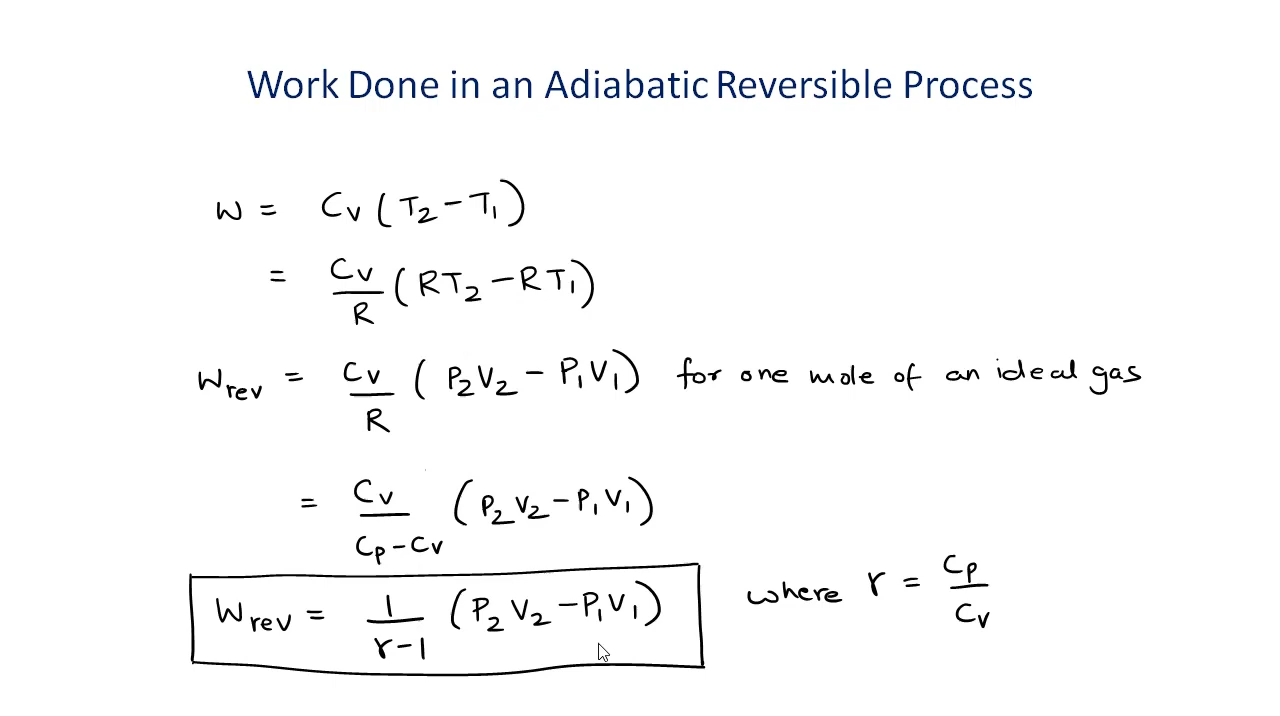 Work Done in an Adiabatic Reversible Process
W = Cv (T₂ − T₁)
= Cv/R (RT₂ − RT₁)
Wrev = Cv/R (P₂V₂ − P₁V₁) for one mole of an ideal gas
= Cv/(Cp − Cv) (P₂V₂ − P₁V₁)
Wrev = 1/(γ − 1) (P₂V₂ − P₁V₁) where γ = Cp/Cv